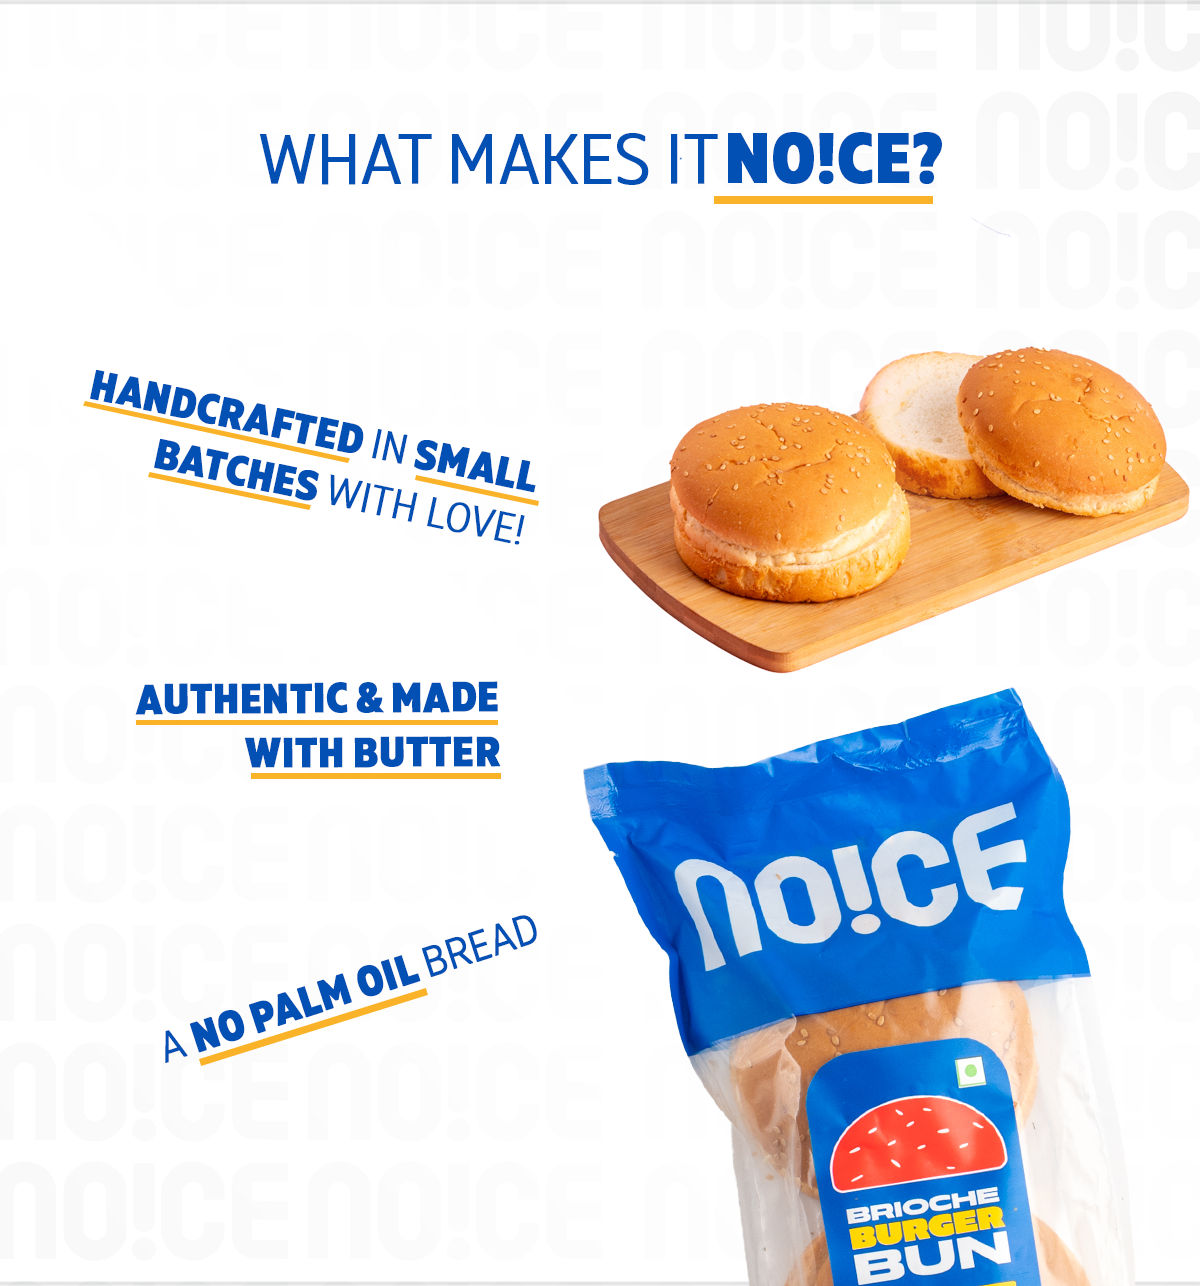 WHAT MAKES IT NO!CE?
HANDCRAFTED IN SMALL
BATCHES WITH LOVE!
AUTHENTIC & MADE
WITH BUTTER
A NO PALM OIL BREAD
NO!CE
BRIOCHE
BURGER
BUN